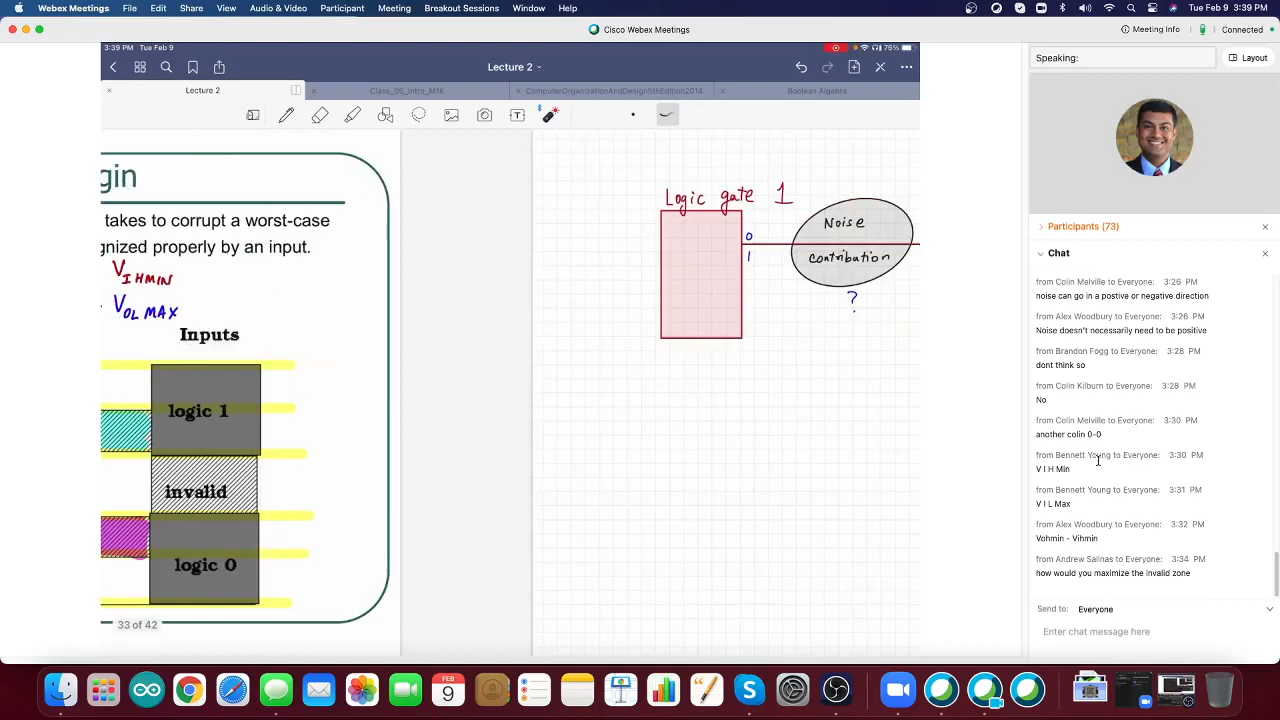 Webex Meetings File Edit Share View Audio & Video Participant Meeting Breakout Sessions Window Help Tue Feb 9 3:39 PM
Cisco Webex Meetings Meeting Info Connected
3:39 PM Tue Feb 9 76%
Lecture 2
Lecture 2 Class_05_Intro_M1K ComputerOrganizationAndDesign5thEdition2014 Boolean Algebra
gin
takes to corrupt a worst-case
gnized properly by an input.
VIHMIN
VOL MAX
Inputs
logic 1
invalid
logic 0
33 of 42
Logic gate 1
0
1
Noise
contribution
?
Speaking:
Layout
Participants (73)
Chat
from Colin Melville to Everyone: 3:26 PM
noise can go in a postive or negative direction
from Alex Woodbury to Everyone: 3:26 PM
Noise doesn't necessarily need to be positive
from Brandon Fogg to Everyone: 3:28 PM
dont think so
from Colin Kilburn to Everyone: 3:28 PM
No
from Colin Melville to Everyone: 3:30 PM
another colin 0-0
from Bennett Young to Everyone: 3:30 PM
V I H Min
from Bennett Young to Everyone: 3:31 PM
V I L Max
from Alex Woodbury to Everyone: 3:32 PM
Vohmin - Vihmin
from Andrew Salinas to Everyone: 3:34 PM
how would you maximize the invalid zone
Send to: Everyone
Enter chat message here
FEB
9